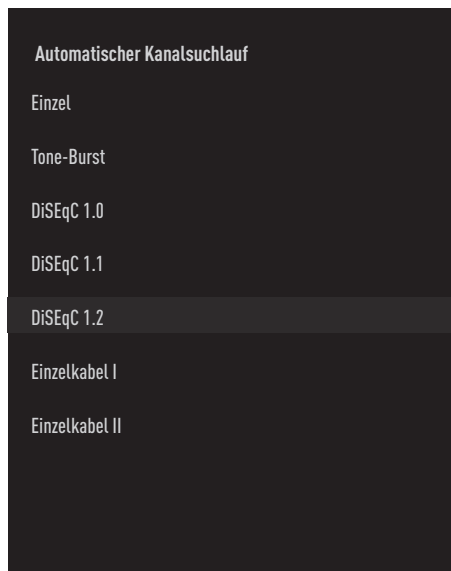 Automatischer Kanalsuchlauf
Einzel
Tone-Burst
DiSEqC 1.0
DiSEqC 1.1
DiSEqC 1.2
Einzelkabel I
Einzelkabel II